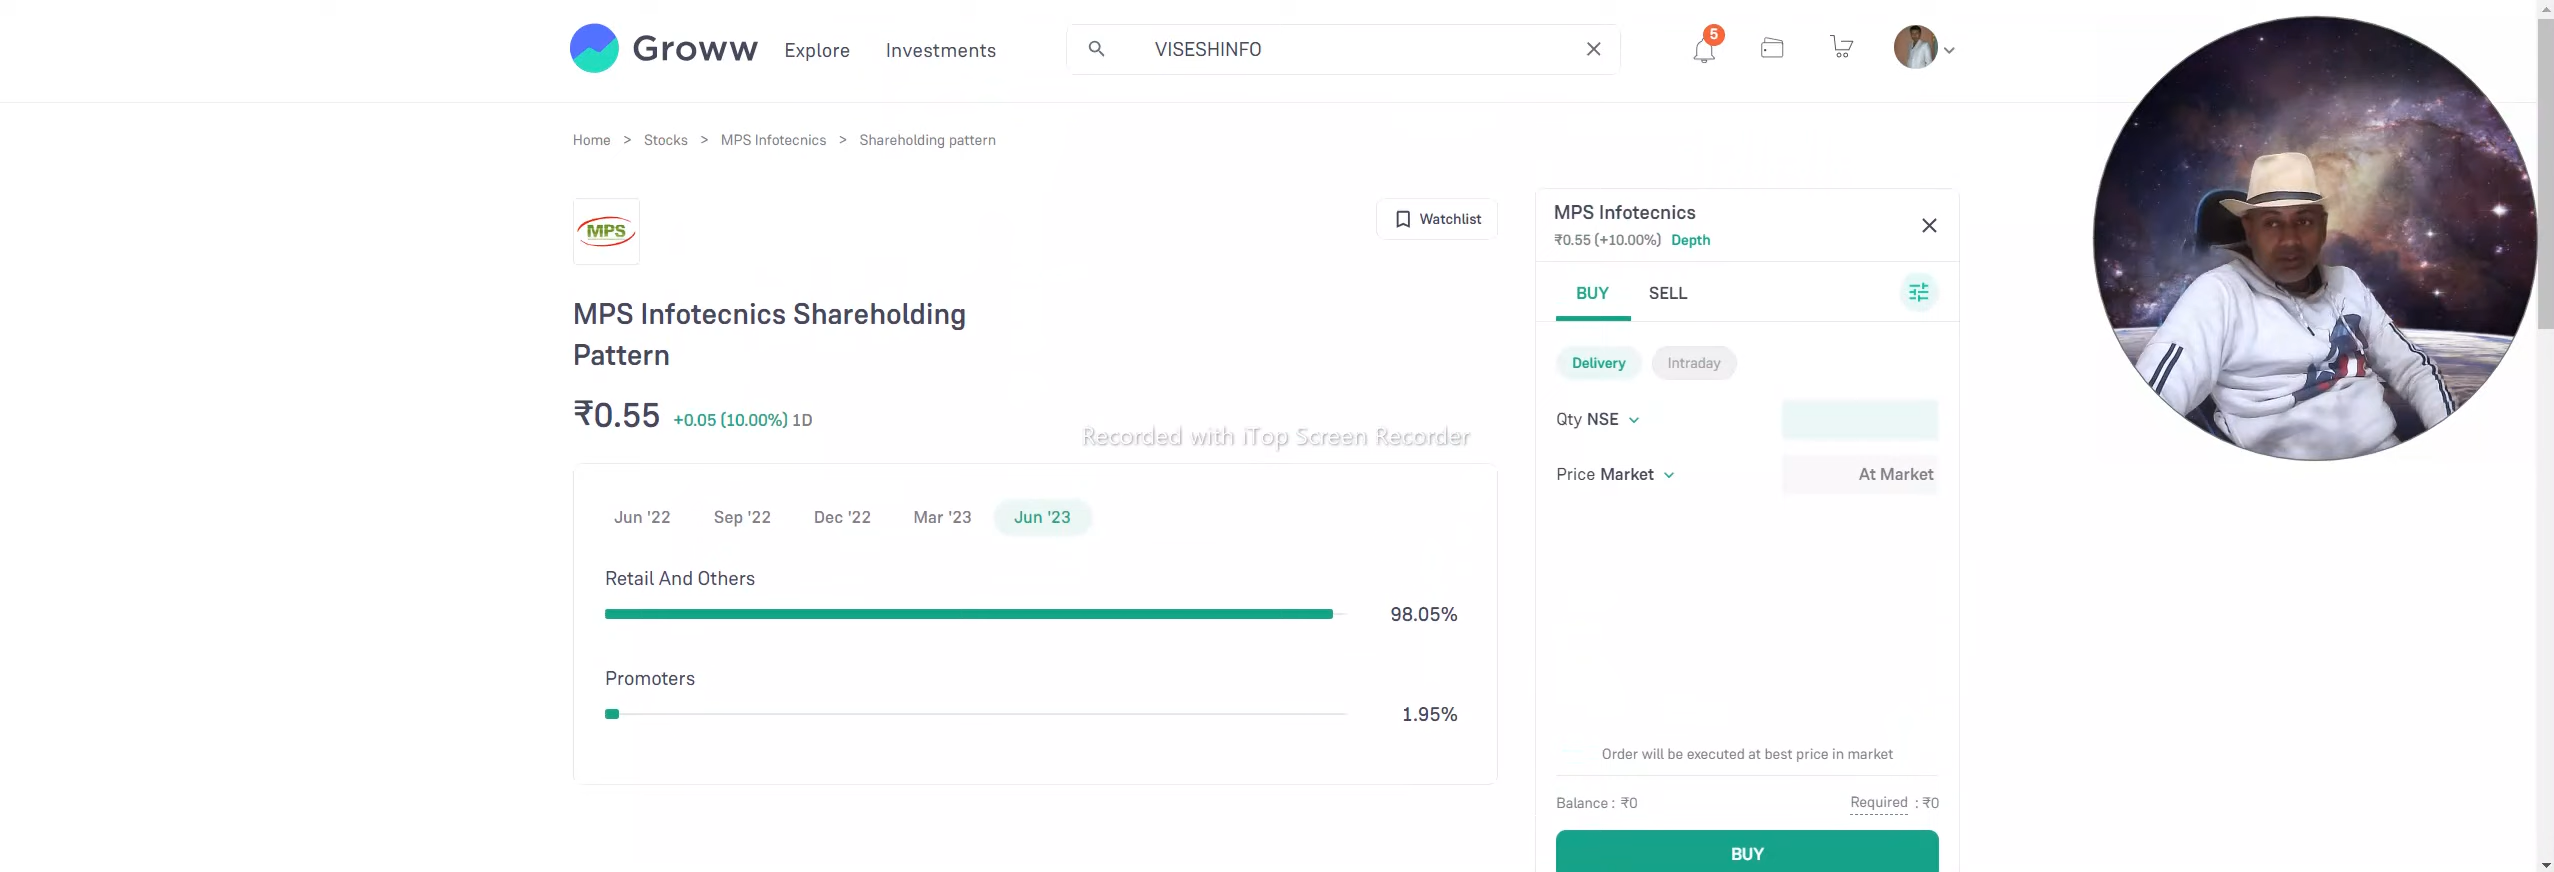 Groww
Explore
Investments
VISESHINFO
5
Home > Stocks > MPS Infotecnics > Shareholding pattern
MPS
Watchlist
MPS Infotecnics Shareholding
Pattern
₹0.55 +0.05 (10.00%) 1D
Recorded with iTop Screen Recorder
Jun '22 Sep '22 Dec '22 Mar '23 Jun '23
Retail And Others
98.05%
Promoters
1.95%
MPS Infotecnics
₹0.55 (+10.00%) Depth
BUY SELL
Delivery Intraday
Qty NSE
Price Market At Market
Order will be executed at best price in market
Balance : ₹0 Required : ₹0
BUY